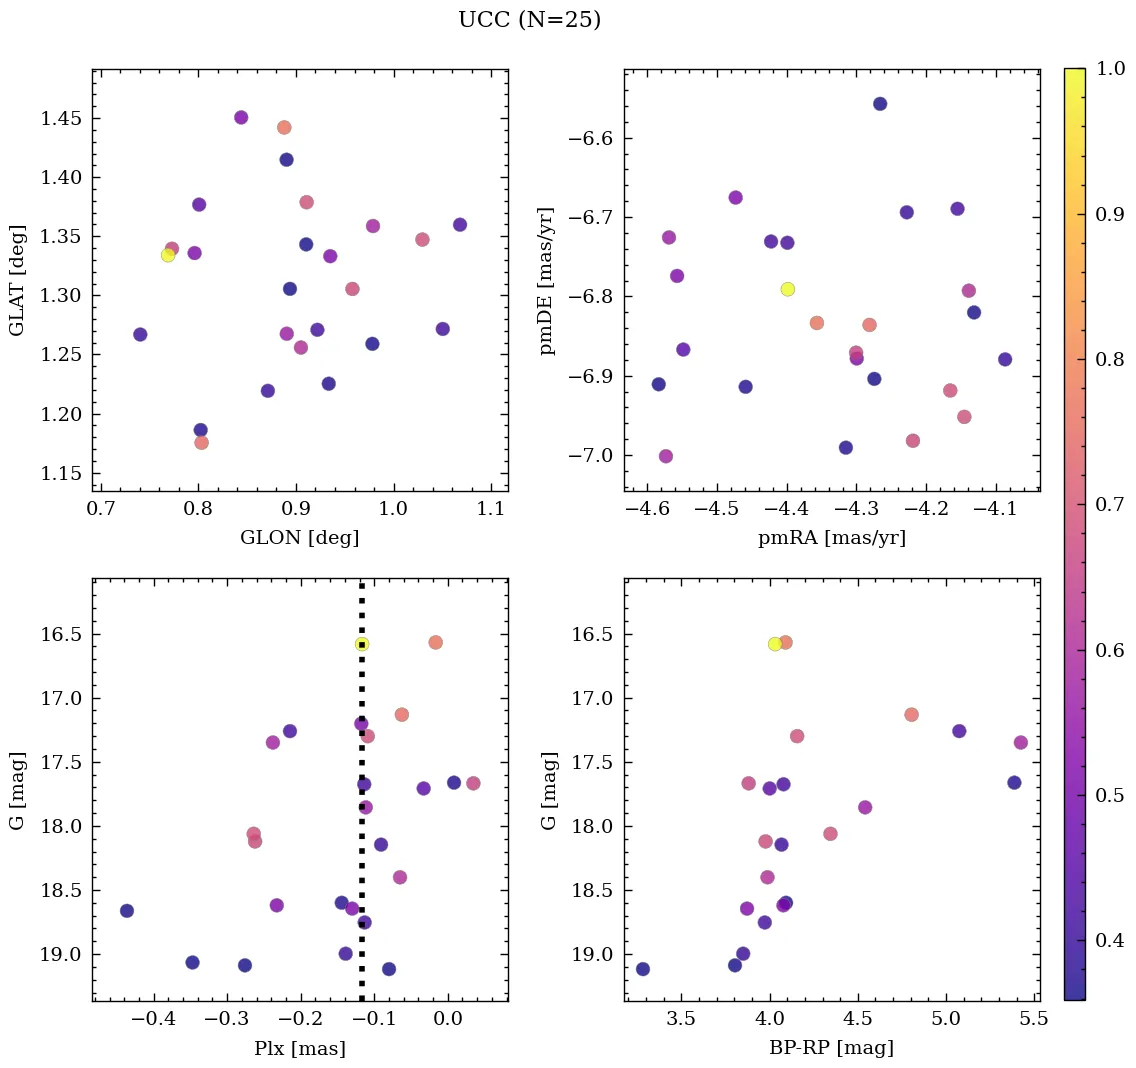 UCC (N=25)
1.45
1.40
1.35
1.30
1.25
1.20
1.15
GLAT [deg]
0.7 0.8 0.9 1.0 1.1
GLON [deg]
−6.6
−6.7
−6.8
−6.9
−7.0
pmDE [mas/yr]
−4.6 −4.5 −4.4 −4.3 −4.2 −4.1
pmRA [mas/yr]
16.5
17.0
17.5
18.0
18.5
19.0
G [mag]
−0.4 −0.3 −0.2 −0.1 0.0
Plx [mas]
16.5
17.0
17.5
18.0
18.5
19.0
G [mag]
3.5 4.0 4.5 5.0 5.5
BP-RP [mag]
1.0
0.9
0.8
0.7
0.6
0.5
0.4